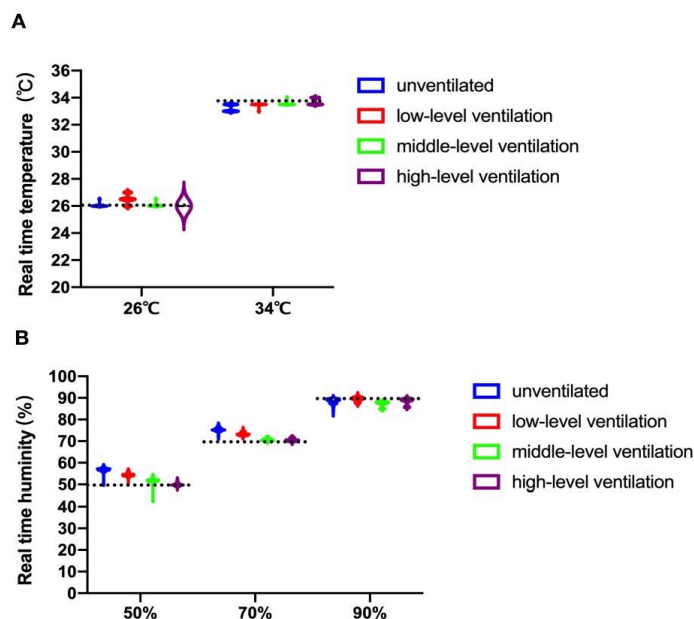 A
Real time temperature (℃)
36
34
32
30
28
26
24
22
20
26℃
34℃
unventilated
low-level ventilation
middle-level ventilation
high-level ventilation
B
Real time huminity (%)
100
90
80
70
60
50
40
30
20
10
0
50%
70%
90%
unventilated
low-level ventilation
middle-level ventilation
high-level ventilation